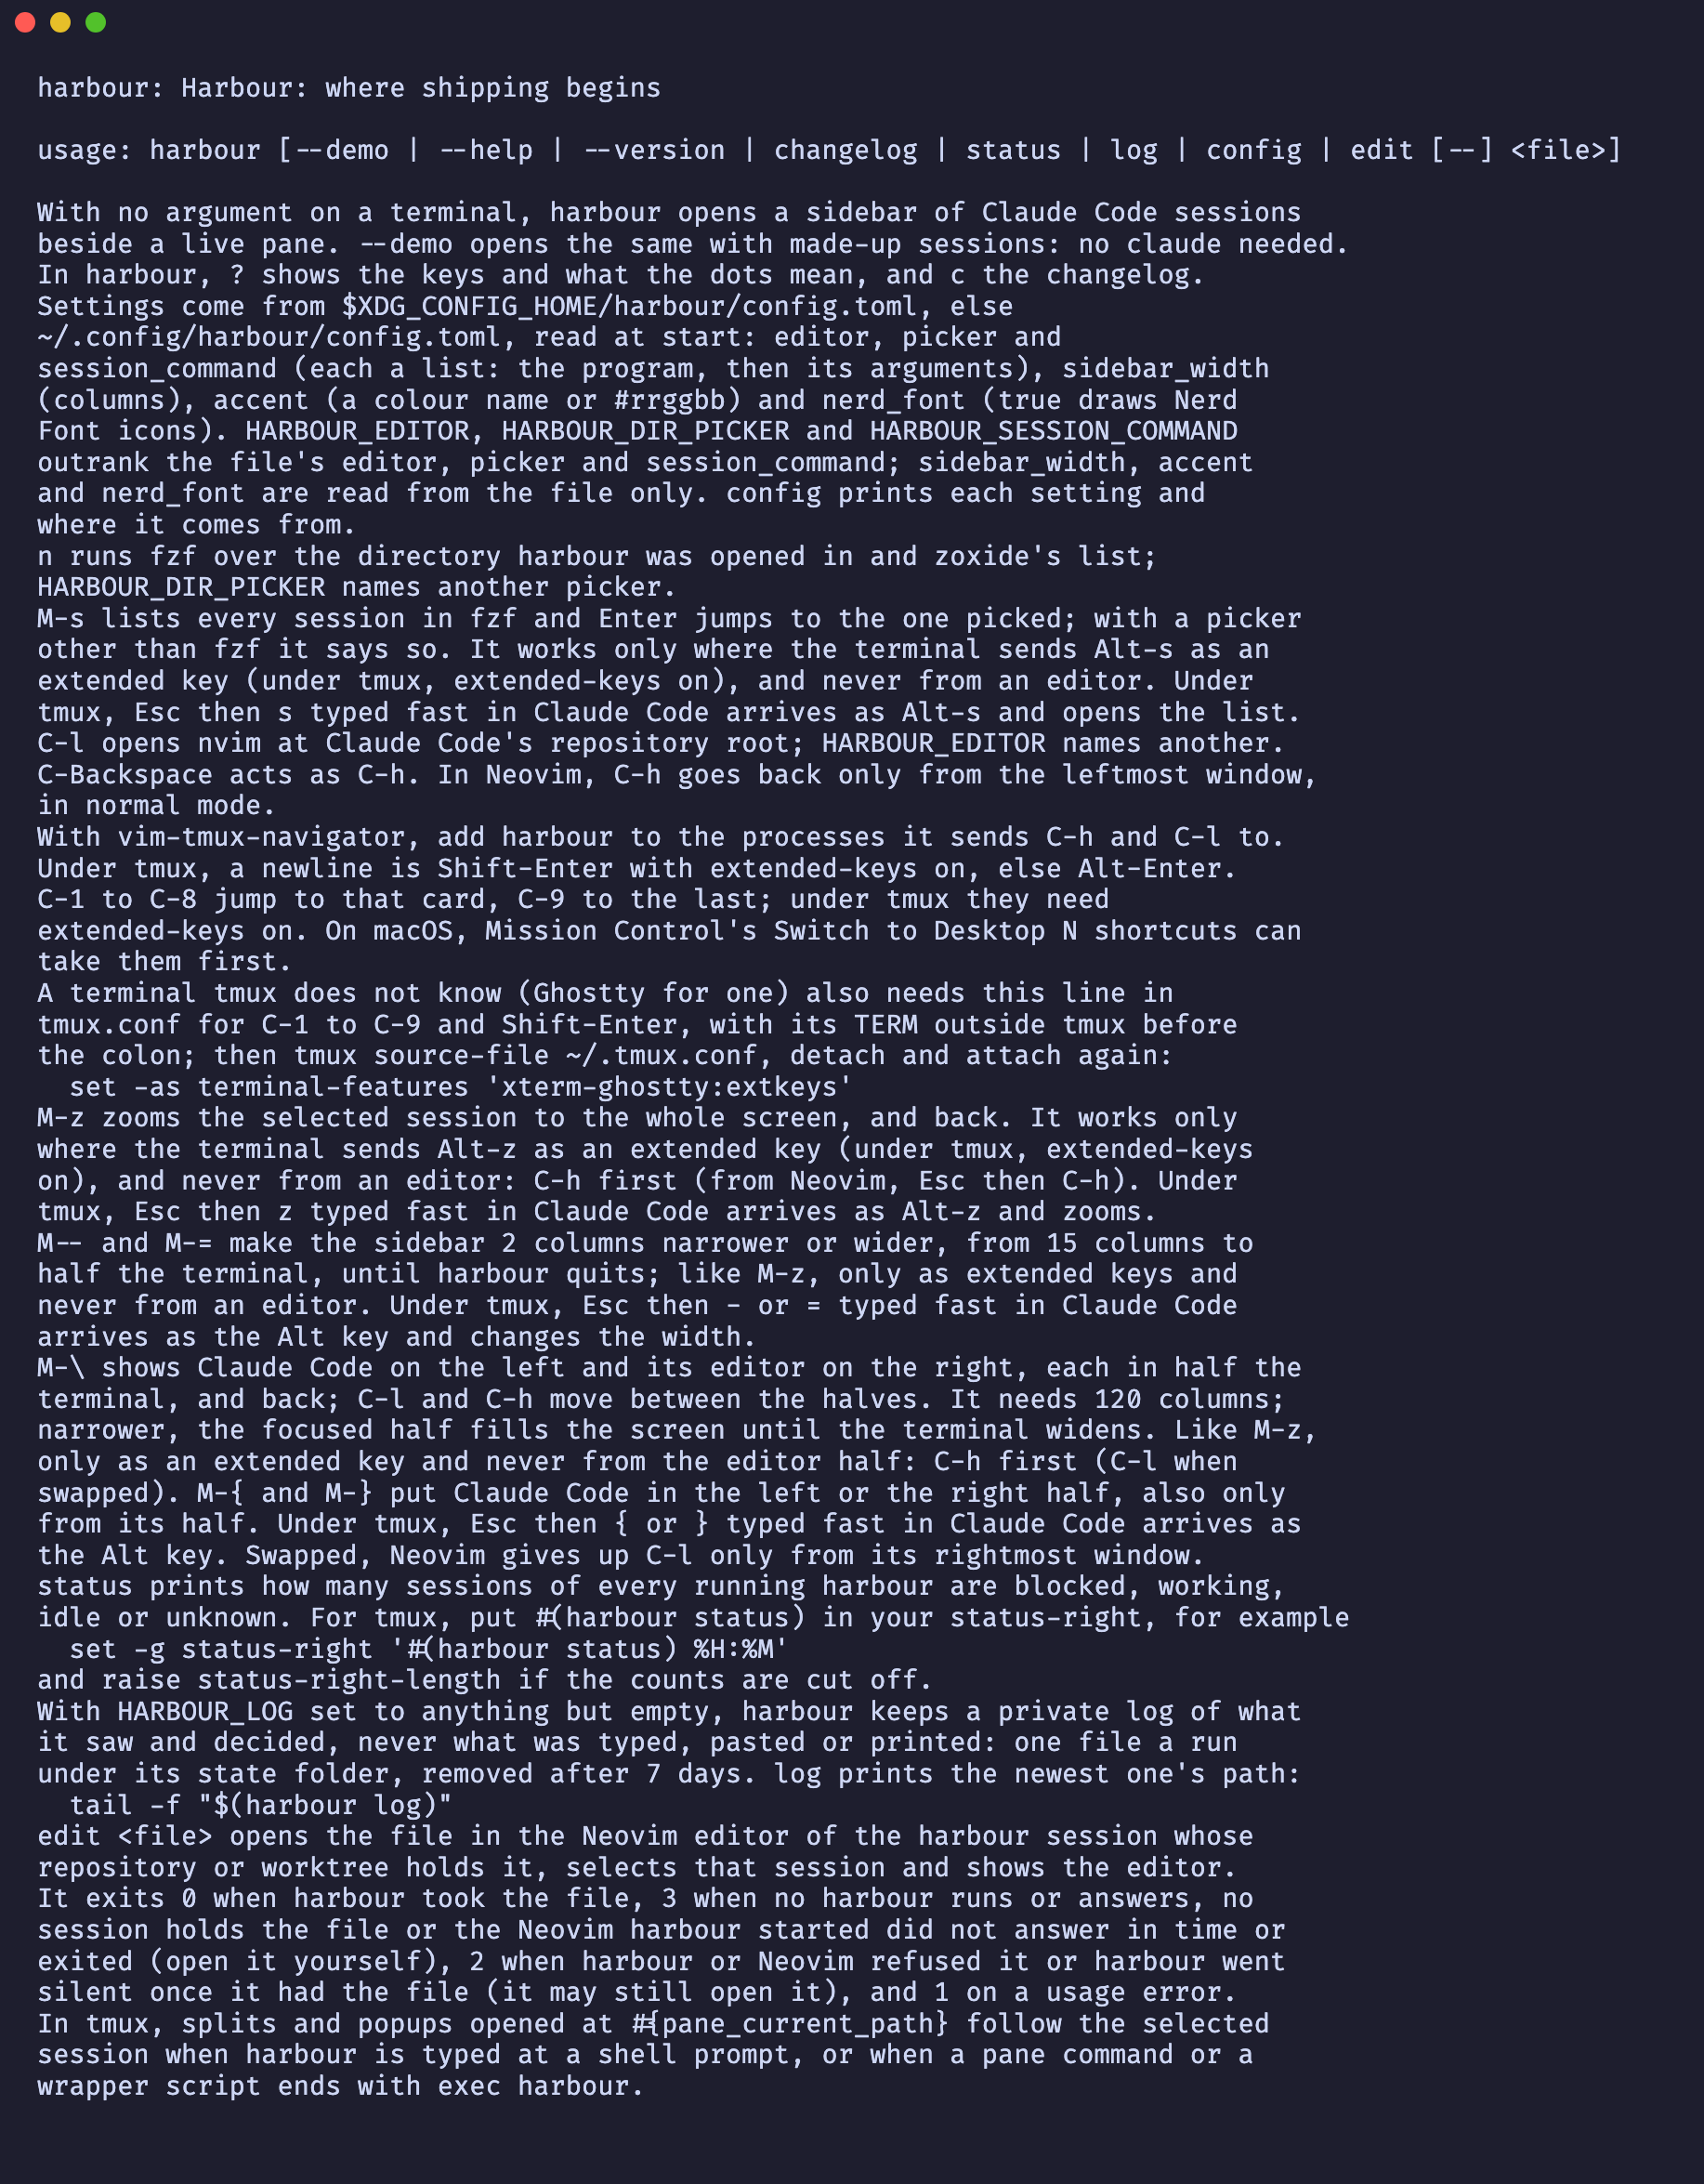 harbour: Harbour: where shipping begins
usage: harbour [--demo | --help | --version | changelog | status | log | config | edit [--] <file>]
With no argument on a terminal, harbour opens a sidebar of Claude Code sessions
beside a live pane. --demo opens the same with made-up sessions: no claude needed.
In harbour, ? shows the keys and what the dots mean, and c the changelog.
Settings come from $XDG_CONFIG_HOME/harbour/config.toml, else
~/.config/harbour/config.toml, read at start: editor, picker and
session_command (each a list: the program, then its arguments), sidebar_width
(columns), accent (a colour name or #rrggbb) and nerd_font (true draws Nerd
Font icons). HARBOUR_EDITOR, HARBOUR_DIR_PICKER and HARBOUR_SESSION_COMMAND
outrank the file's editor, picker and session_command; sidebar_width, accent
and nerd_font are read from the file only. config prints each setting and
where it comes from.
n runs fzf over the directory harbour was opened in and zoxide's list;
HARBOUR_DIR_PICKER names another picker.
M-s lists every session in fzf and Enter jumps to the one picked; with a picker
other than fzf it says so. It works only where the terminal sends Alt-s as an
extended key (under tmux, extended-keys on), and never from an editor. Under
tmux, Esc then s typed fast in Claude Code arrives as Alt-s and opens the list.
C-l opens nvim at Claude Code's repository root; HARBOUR_EDITOR names another.
C-Backspace acts as C-h. In Neovim, C-h goes back only from the leftmost window,
in normal mode.
With vim-tmux-navigator, add harbour to the processes it sends C-h and C-l to.
Under tmux, a newline is Shift-Enter with extended-keys on, else Alt-Enter.
C-1 to C-8 jump to that card, C-9 to the last; under tmux they need
extended-keys on. On macOS, Mission Control's Switch to Desktop N shortcuts can
take them first.
A terminal tmux does not know (Ghostty for one) also needs this line in
tmux.conf for C-1 to C-9 and Shift-Enter, with its TERM outside tmux before
the colon; then tmux source-file ~/.tmux.conf, detach and attach again:
  set -as terminal-features 'xterm-ghostty:extkeys'
M-z zooms the selected session to the whole screen, and back. It works only
where the terminal sends Alt-z as an extended key (under tmux, extended-keys
on), and never from an editor: C-h first (from Neovim, Esc then C-h). Under
tmux, Esc then z typed fast in Claude Code arrives as Alt-z and zooms.
M-- and M-= make the sidebar 2 columns narrower or wider, from 15 columns to
half the terminal, until harbour quits; like M-z, only as extended keys and
never from an editor. Under tmux, Esc then - or = typed fast in Claude Code
arrives as the Alt key and changes the width.
M-\ shows Claude Code on the left and its editor on the right, each in half the
terminal, and back; C-l and C-h move between the halves. It needs 120 columns;
narrower, the focused half fills the screen until the terminal widens. Like M-z,
only as an extended key and never from the editor half: C-h first (C-l when
swapped). M-{ and M-} put Claude Code in the left or the right half, also only
from its half. Under tmux, Esc then { or } typed fast in Claude Code arrives as
the Alt key. Swapped, Neovim gives up C-l only from its rightmost window.
status prints how many sessions of every running harbour are blocked, working,
idle or unknown. For tmux, put #(harbour status) in your status-right, for example
  set -g status-right '#(harbour status) %H:%M'
and raise status-right-length if the counts are cut off.
With HARBOUR_LOG set to anything but empty, harbour keeps a private log of what
it saw and decided, never what was typed, pasted or printed: one file a run
under its state folder, removed after 7 days. log prints the newest one's path:
  tail -f "$(harbour log)"
edit <file> opens the file in the Neovim editor of the harbour session whose
repository or worktree holds it, selects that session and shows the editor.
It exits 0 when harbour took the file, 3 when no harbour runs or answers, no
session holds the file or the Neovim harbour started did not answer in time or
exited (open it yourself), 2 when harbour or Neovim refused it or harbour went
silent once it had the file (it may still open it), and 1 on a usage error.
In tmux, splits and popups opened at #{pane_current_path} follow the selected
session when harbour is typed at a shell prompt, or when a pane command or a
wrapper script ends with exec harbour.